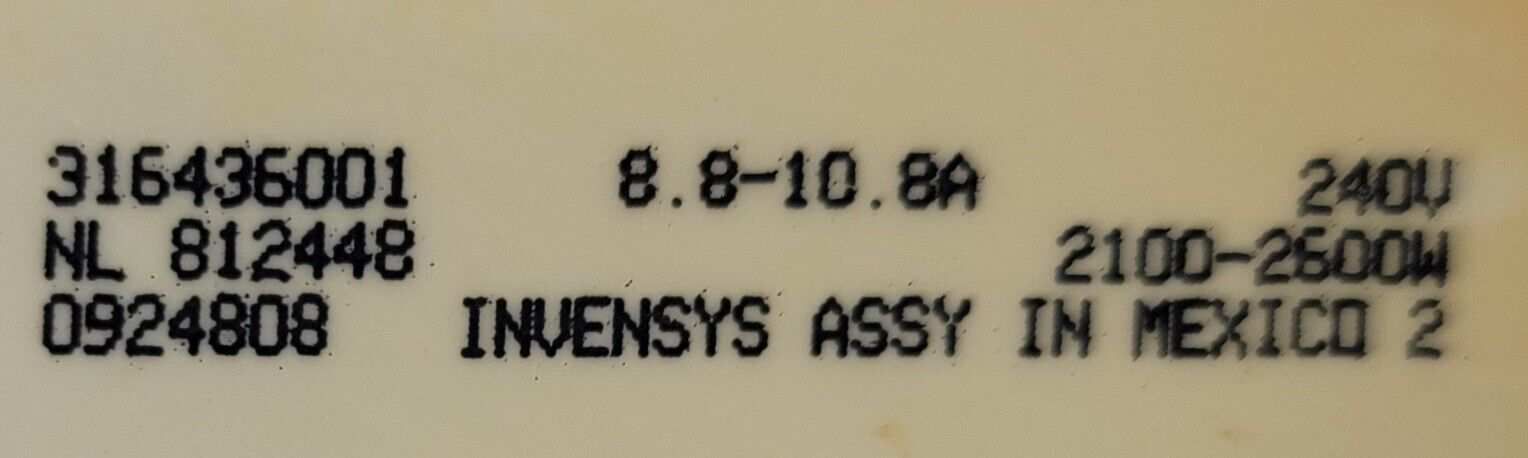 316436001 8.8-10.8A 240V
NL 812448 2100-2600W
0924808 INVENSYS ASSY IN MEXICO 2